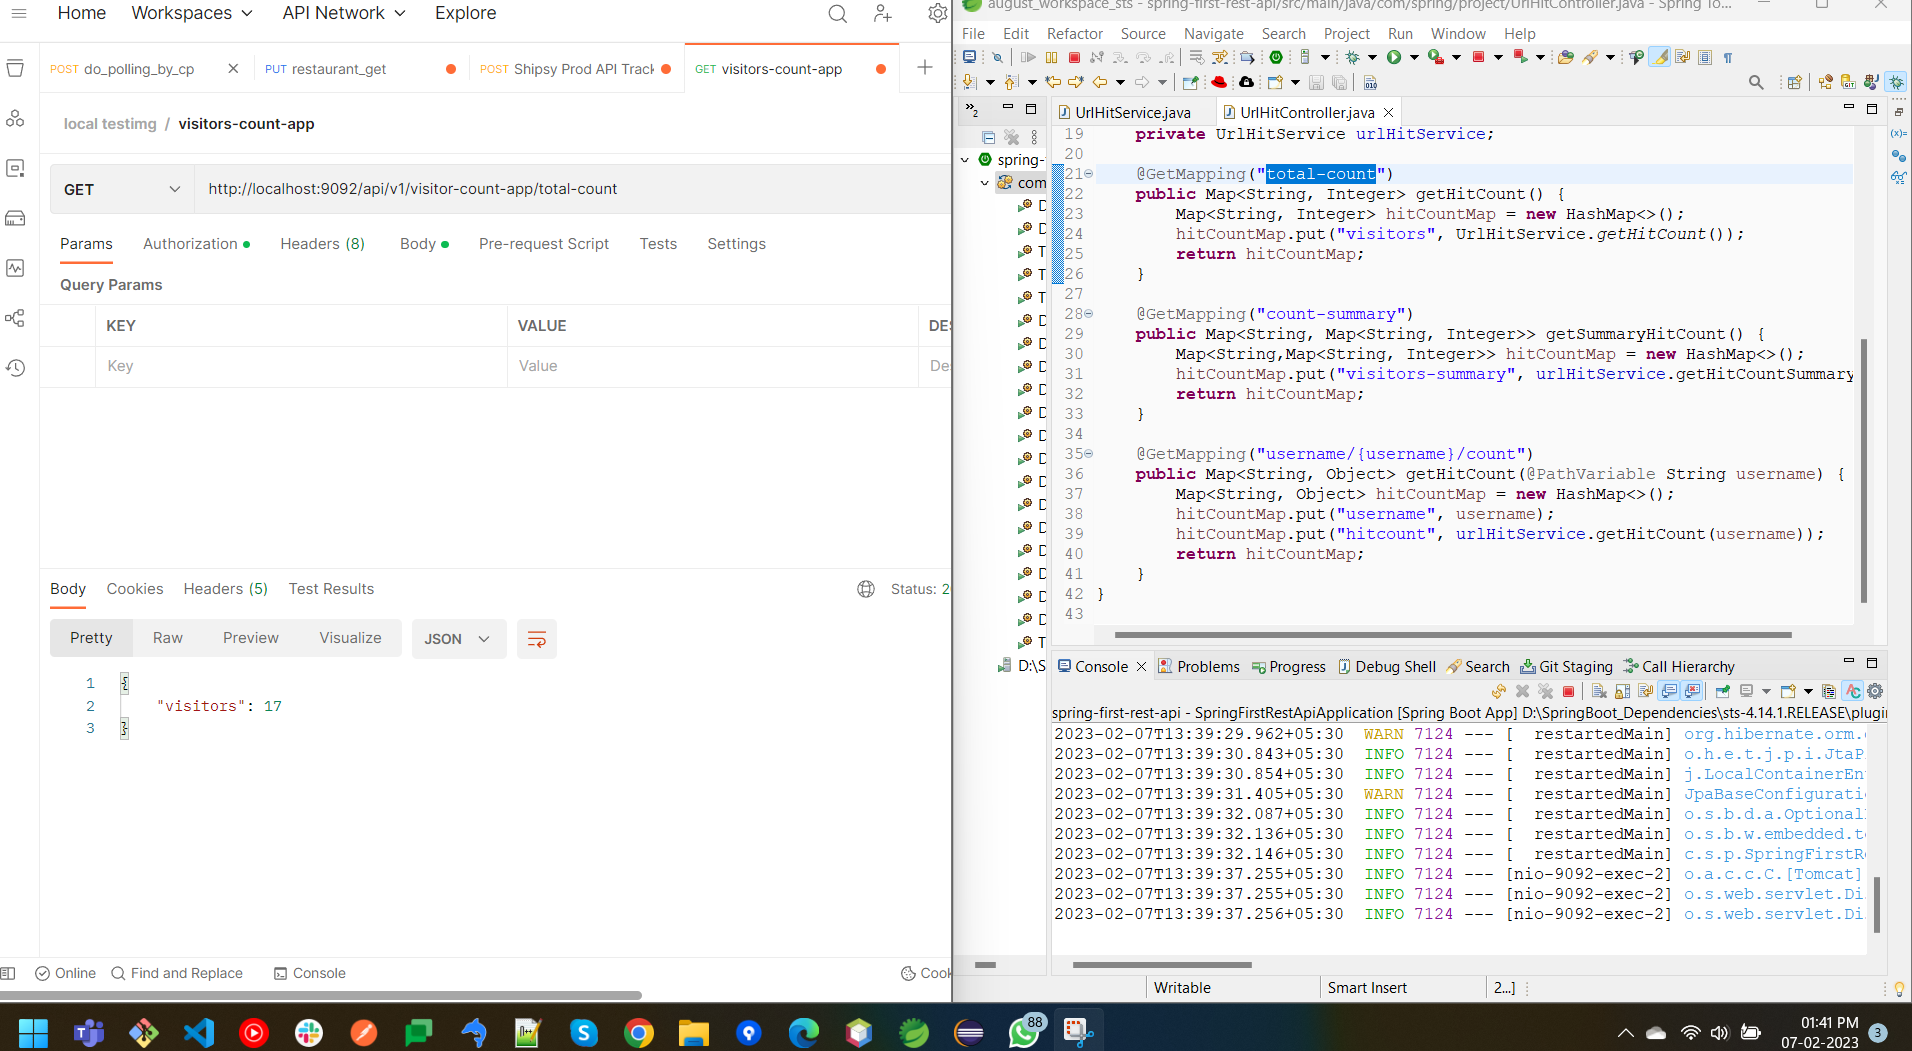 Home Workspaces API Network Explore
POST do_polling_by_cp PUT restaurant_get POST Shipsy Prod API Track GET visitors-count-app
local testimg / visitors-count-app
GET http://localhost:9092/api/v1/visitor-count-app/total-count
Params Authorization Headers (8) Body Pre-request Script Tests Settings
Query Params
KEY VALUE DES
Key Value De
Body Cookies Headers (5) Test Results Status: 2
Pretty Raw Preview Visualize JSON
1 {
2 "visitors": 17
3 }
Online Find and Replace Console Cook
august_workspace_sts - spring-first-rest-api/src/main/java/com/spring/project/UrlHitController.java - Spring To...
File Edit Refactor Source Navigate Search Project Run Window Help
UrlHitService.java UrlHitController.java
spring-
com
D
D
T
T
T
D
D
D
D
D
D
D
D
D
D
D
D
D
D
T
D:\S
19 private UrlHitService urlHitService;
20
21 @GetMapping("total-count")
22 public Map<String, Integer> getHitCount() {
23 Map<String, Integer> hitCountMap = new HashMap<>();
24 hitCountMap.put("visitors", UrlHitService.getHitCount());
25 return hitCountMap;
26 }
27
28 @GetMapping("count-summary")
29 public Map<String, Map<String, Integer>> getSummaryHitCount() {
30 Map<String,Map<String, Integer>> hitCountMap = new HashMap<>();
31 hitCountMap.put("visitors-summary", urlHitService.getHitCountSummary
32 return hitCountMap;
33 }
34
35 @GetMapping("username/{username}/count")
36 public Map<String, Object> getHitCount(@PathVariable String username) {
37 Map<String, Object> hitCountMap = new HashMap<>();
38 hitCountMap.put("username", username);
39 hitCountMap.put("hitcount", urlHitService.getHitCount(username));
40 return hitCountMap;
41 }
42 }
43
Console Problems Progress Debug Shell Search Git Staging Call Hierarchy
spring-first-rest-api - SpringFirstRestApiApplication [Spring Boot App] D:\SpringBoot_Dependencies\sts-4.14.1.RELEASE\plugi
2023-02-07T13:39:29.962+05:30 WARN 7124 --- [ restartedMain] org.hibernate.orm.
2023-02-07T13:39:30.843+05:30 INFO 7124 --- [ restartedMain] o.h.e.t.j.p.i.JtaP
2023-02-07T13:39:30.854+05:30 INFO 7124 --- [ restartedMain] j.LocalContainerEn
2023-02-07T13:39:31.405+05:30 WARN 7124 --- [ restartedMain] JpaBaseConfigurati
2023-02-07T13:39:32.087+05:30 INFO 7124 --- [ restartedMain] o.s.b.d.a.Optional
2023-02-07T13:39:32.136+05:30 INFO 7124 --- [ restartedMain] o.s.b.w.embedded.t
2023-02-07T13:39:32.146+05:30 INFO 7124 --- [ restartedMain] c.s.p.SpringFirstR
2023-02-07T13:39:37.255+05:30 INFO 7124 --- [nio-9092-exec-2] o.a.c.c.C.[Tomcat]
2023-02-07T13:39:37.255+05:30 INFO 7124 --- [nio-9092-exec-2] o.s.web.servlet.Di
2023-02-07T13:39:37.256+05:30 INFO 7124 --- [nio-9092-exec-2] o.s.web.servlet.Di
Writable Smart Insert 2...]
88
01:41 PM
07-02-2023
3